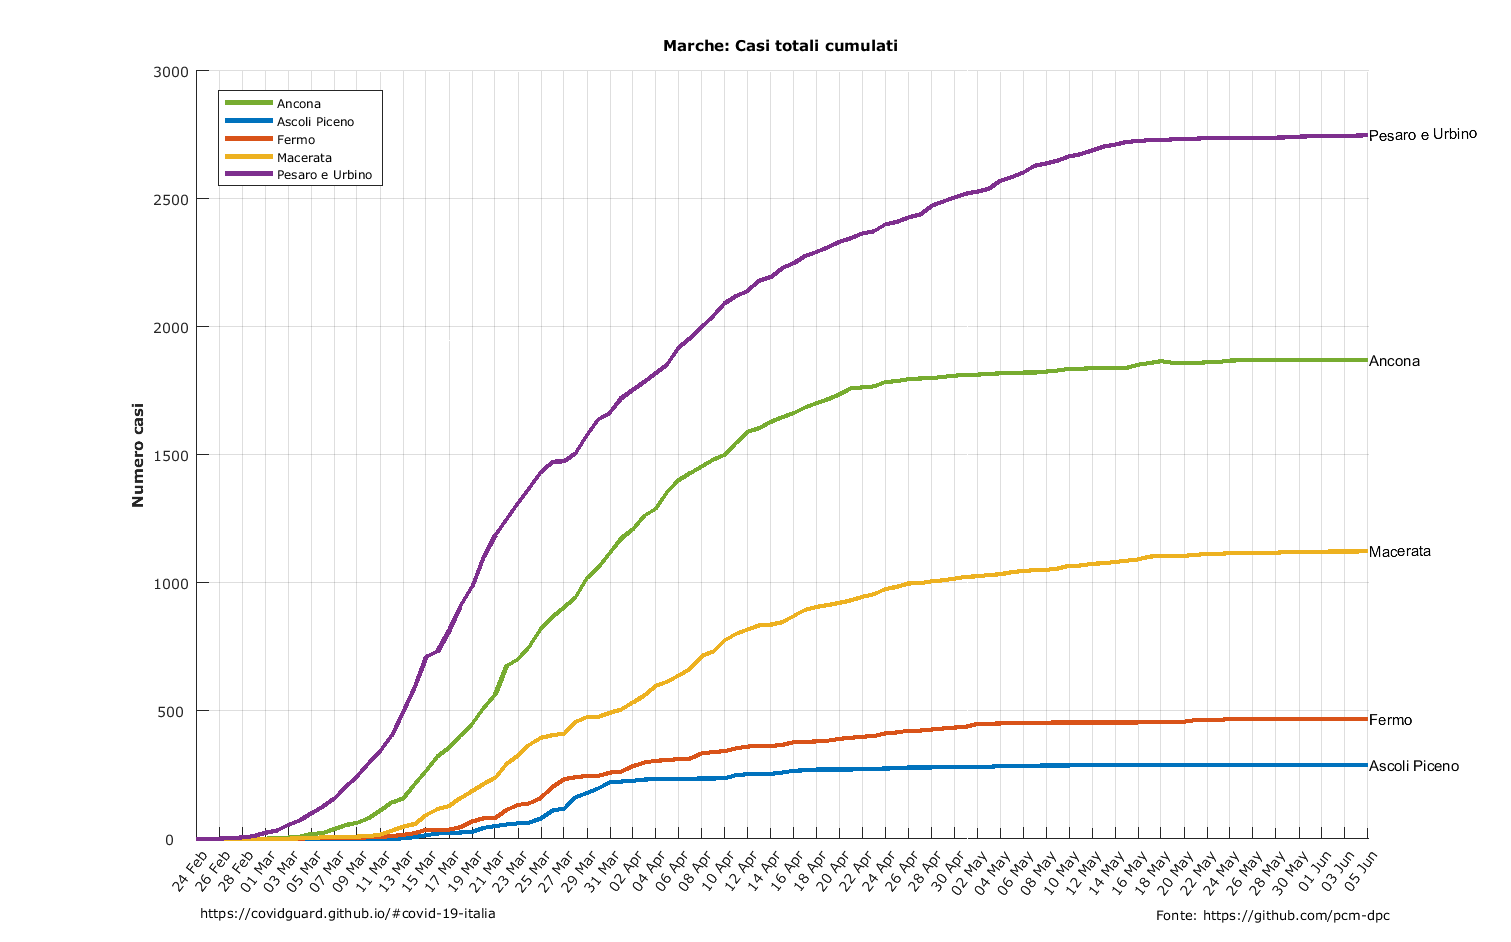 Marche: Casi totali cumulati
3000
2500
2000
1500
1000
500
0
Numero casi
Ancona
Ascoli Piceno
Fermo
Macerata
Pesaro e Urbino
Pesaro e Urbino
Ancona
Macerata
Fermo
Ascoli Piceno
24 Feb
26 Feb
28 Feb
01 Mar
03 Mar
05 Mar
07 Mar
09 Mar
11 Mar
13 Mar
15 Mar
17 Mar
19 Mar
21 Mar
23 Mar
25 Mar
27 Mar
29 Mar
31 Mar
02 Apr
04 Apr
06 Apr
08 Apr
10 Apr
12 Apr
14 Apr
16 Apr
18 Apr
20 Apr
22 Apr
24 Apr
26 Apr
28 Apr
30 Apr
02 May
04 May
06 May
08 May
10 May
12 May
14 May
16 May
18 May
20 May
22 May
24 May
26 May
28 May
30 May
01 Jun
03 Jun
05 Jun
https://covidguard.github.io/#covid-19-italia
Fonte: https://github.com/pcm-dpc